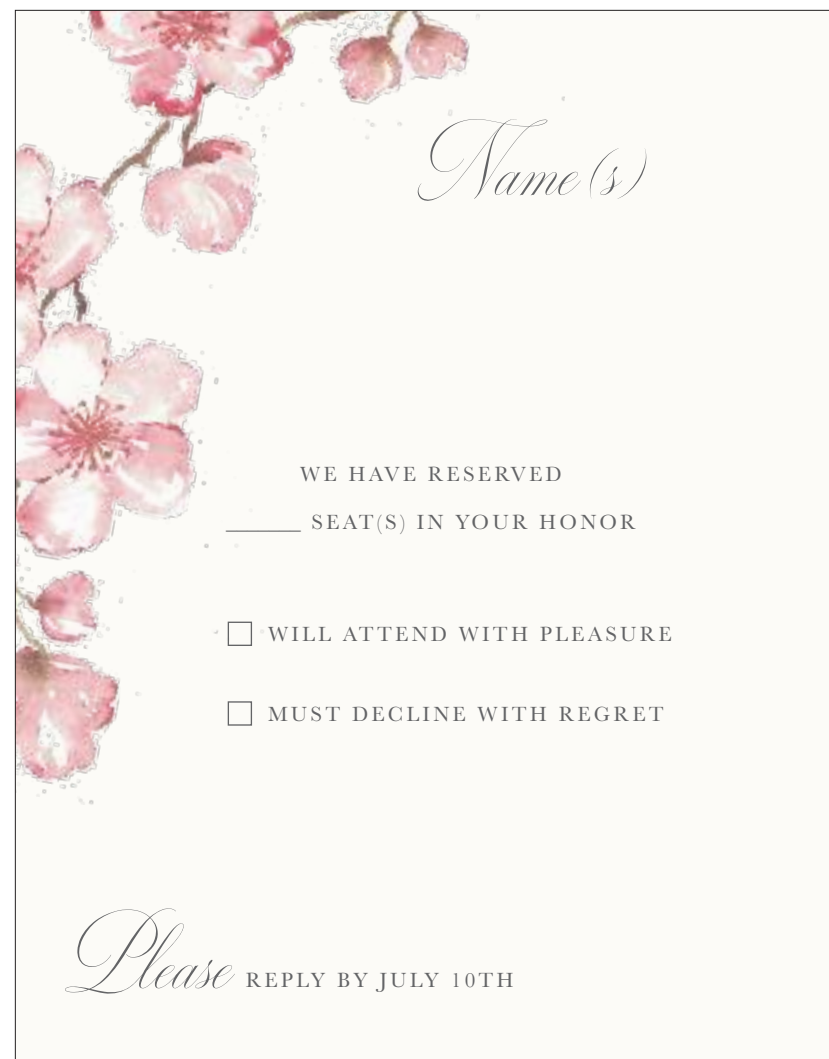 Name (s)
WE HAVE RESERVED
______ SEAT(S) IN YOUR HONOR
☐ WILL ATTEND WITH PLEASURE
☐ MUST DECLINE WITH REGRET
Please REPLY BY JULY 10TH